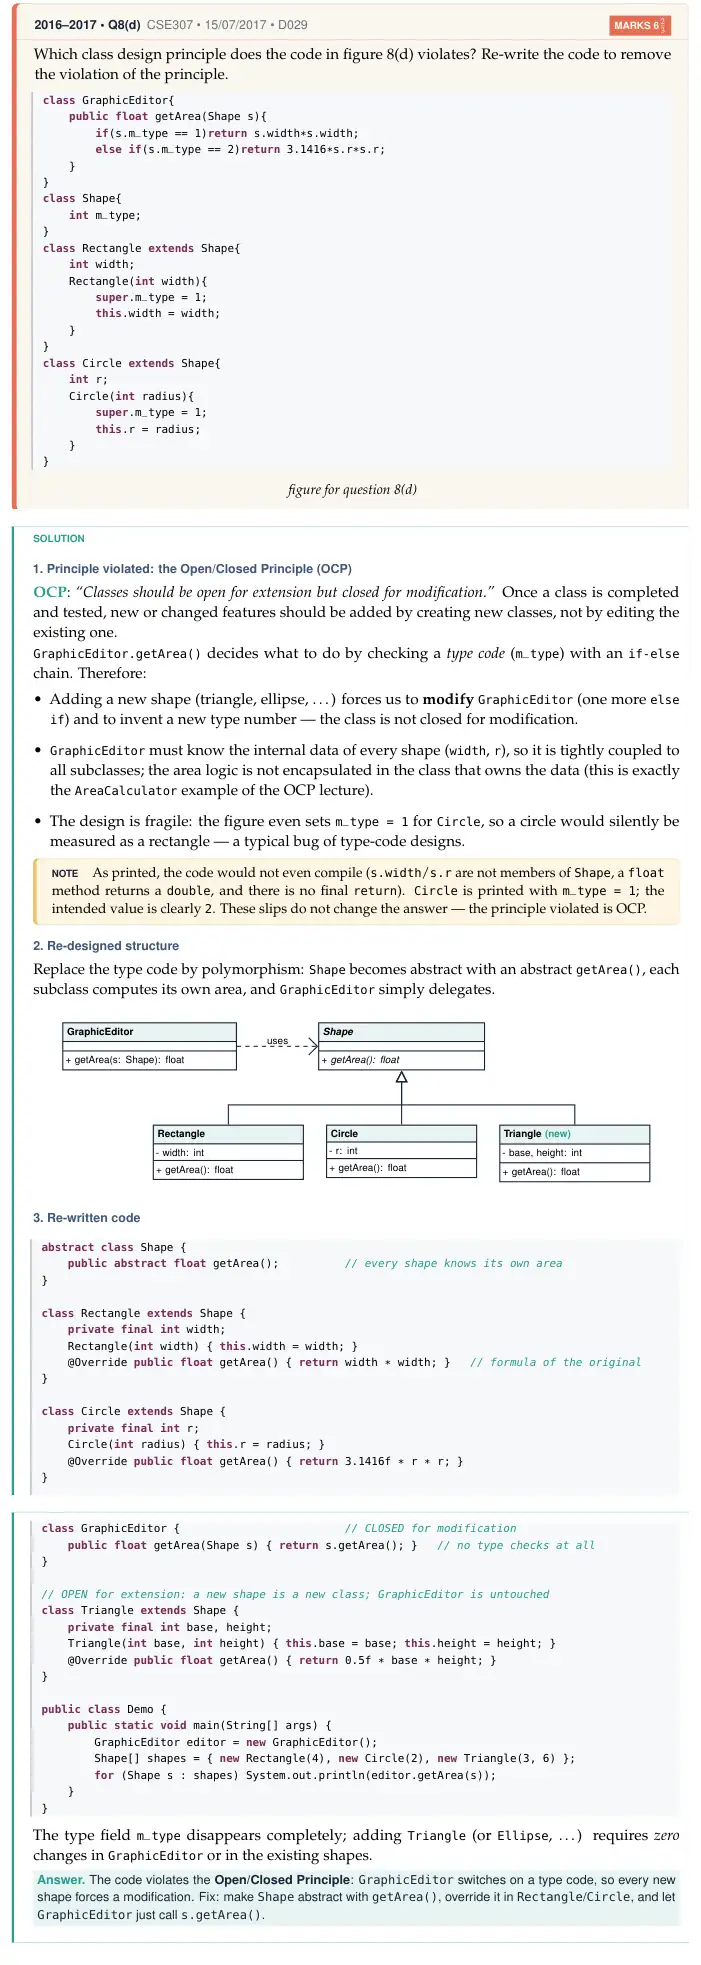 2016–2017 • Q8(d) CSE307 • 15/07/2017 • D029
MARKS 6 2/3
Which class design principle does the code in figure 8(d) violates? Re-write the code to remove
the violation of the principle.
class GraphicEditor{
    public float getArea(Shape s){
        if(s.m_type == 1)return s.width*s.width;
        else if(s.m_type == 2)return 3.1416*s.r*s.r;
    }
}
class Shape{
    int m_type;
}
class Rectangle extends Shape{
    int width;
    Rectangle(int width){
        super.m_type = 1;
        this.width = width;
    }
}
class Circle extends Shape{
    int r;
    Circle(int radius){
        super.m_type = 1;
        this.r = radius;
    }
}
figure for question 8(d)
SOLUTION
1. Principle violated: the Open/Closed Principle (OCP)
OCP: “Classes should be open for extension but closed for modification.” Once a class is completed
and tested, new or changed features should be added by creating new classes, not by editing the
existing one.
GraphicEditor.getArea() decides what to do by checking a type code (m_type) with an if-else
chain. Therefore:
• Adding a new shape (triangle, ellipse, ...) forces us to modify GraphicEditor (one more else
if) and to invent a new type number — the class is not closed for modification.
• GraphicEditor must know the internal data of every shape (width, r), so it is tightly coupled to
all subclasses; the area logic is not encapsulated in the class that owns the data (this is exactly
the AreaCalculator example of the OCP lecture).
• The design is fragile: the figure even sets m_type = 1 for Circle, so a circle would silently be
measured as a rectangle — a typical bug of type-code designs.
NOTE As printed, the code would not even compile (s.width/s.r are not members of Shape, a float
method returns a double, and there is no final return). Circle is printed with m_type = 1; the
intended value is clearly 2. These slips do not change the answer — the principle violated is OCP.
2. Re-designed structure
Replace the type code by polymorphism: Shape becomes abstract with an abstract getArea(), each
subclass computes its own area, and GraphicEditor simply delegates.
GraphicEditor
+ getArea(s: Shape): float
uses
Shape
+ getArea(): float
Rectangle
- width: int
+ getArea(): float
Circle
- r: int
+ getArea(): float
Triangle (new)
- base, height: int
+ getArea(): float
3. Re-written code
abstract class Shape {
    public abstract float getArea();          // every shape knows its own area
}
class Rectangle extends Shape {
    private final int width;
    Rectangle(int width) { this.width = width; }
    @Override public float getArea() { return width * width; }   // formula of the original
}
class Circle extends Shape {
    private final int r;
    Circle(int radius) { this.r = radius; }
    @Override public float getArea() { return 3.1416f * r * r; }
}
class GraphicEditor {                         // CLOSED for modification
    public float getArea(Shape s) { return s.getArea(); }   // no type checks at all
}
// OPEN for extension: a new shape is a new class; GraphicEditor is untouched
class Triangle extends Shape {
    private final int base, height;
    Triangle(int base, int height) { this.base = base; this.height = height; }
    @Override public float getArea() { return 0.5f * base * height; }
}
public class Demo {
    public static void main(String[] args) {
        GraphicEditor editor = new GraphicEditor();
        Shape[] shapes = { new Rectangle(4), new Circle(2), new Triangle(3, 6) };
        for (Shape s : shapes) System.out.println(editor.getArea(s));
    }
}
The type field m_type disappears completely; adding Triangle (or Ellipse, ...) requires zero
changes in GraphicEditor or in the existing shapes.
Answer. The code violates the Open/Closed Principle: GraphicEditor switches on a type code, so every new
shape forces a modification. Fix: make Shape abstract with getArea(), override it in Rectangle/Circle, and let
GraphicEditor just call s.getArea().